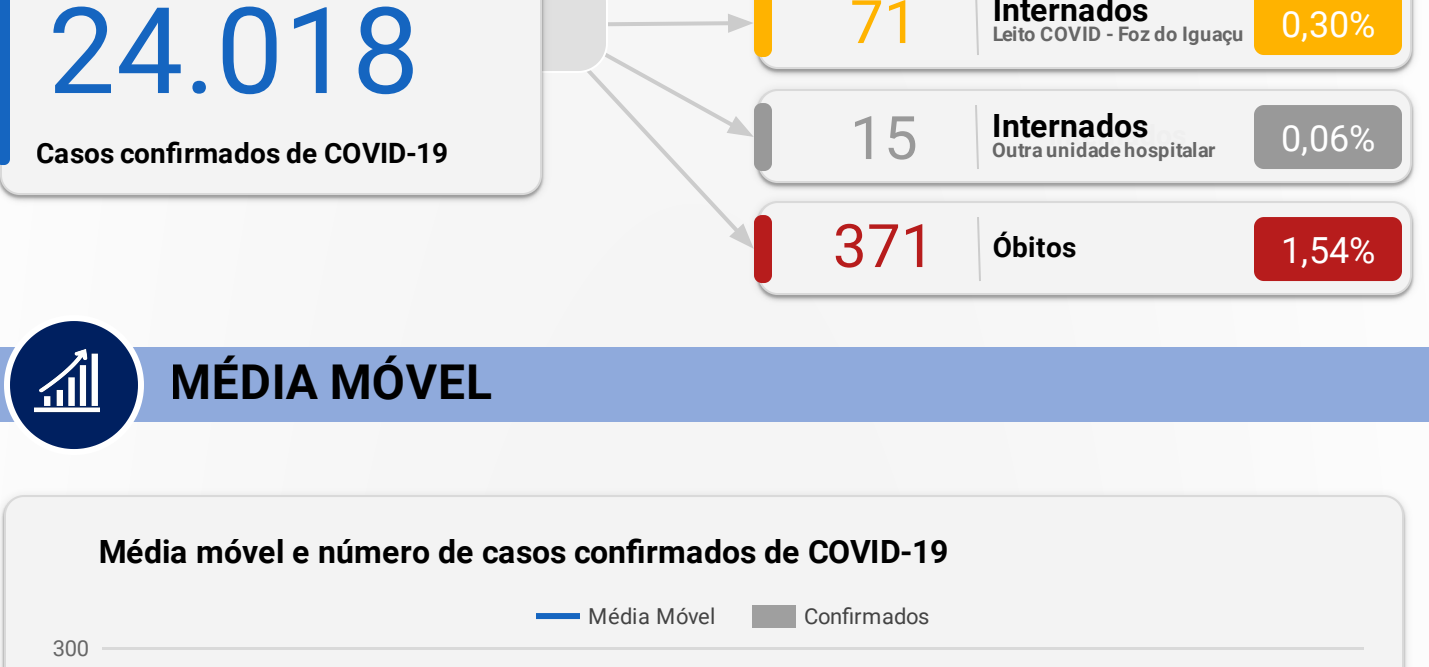 24.018
Casos confirmados de COVID-19
71
Internados
Leito COVID - Foz do Iguaçu
0,30%
15
Internados
Outra unidade hospitalar
0,06%
371
Óbitos
1,54%
MÉDIA MÓVEL
Média móvel e número de casos confirmados de COVID-19
Média Móvel
Confirmados
300